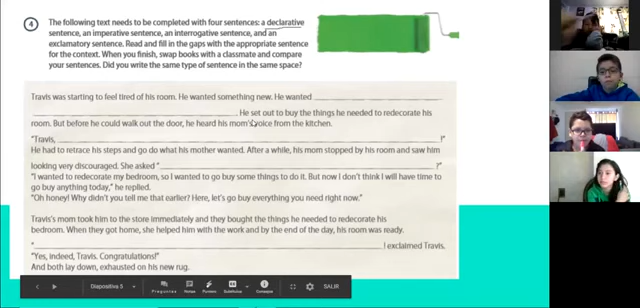 4
The following text needs to be completed with four sentences: a declarative
sentence, an imperative sentence, an interrogative sentence, and an
exclamatory sentence. Read and fill in the gaps with the appropriate sentence
for the context. When you finish, swap books with a classmate and compare
your sentences. Did you write the same type of sentence in the same space?
Travis was starting to feel tired of his room. He wanted something new. He wanted
. He set out to buy the things he needed to redecorate his
room. But before he could walk out the door, he heard his mom's voice from the kitchen.
"Travis, !"
He had to retrace his steps and go do what his mother wanted. After a while, his mom stopped by his room and saw him
looking very discouraged. She asked " ?"
"I wanted to redecorate my bedroom, so I wanted to go buy some things to do it. But now I don't think I will have time to
go buy anything today," he replied.
"Oh honey! Why didn't you tell me that earlier? Here, let's go buy everything you need right now."
Travis's mom took him to the store immediately and they bought the things he needed to redecorate his
bedroom. When they got home, she helped him with the work and by the end of the day, his room was ready.
" ! exclaimed Travis.
"Yes, indeed, Travis. Congratulations!"
And both lay down, exhausted on his new rug.
Diapositiva 5
Preguntas
Notas
Puntero
Subtítulos
SALIR